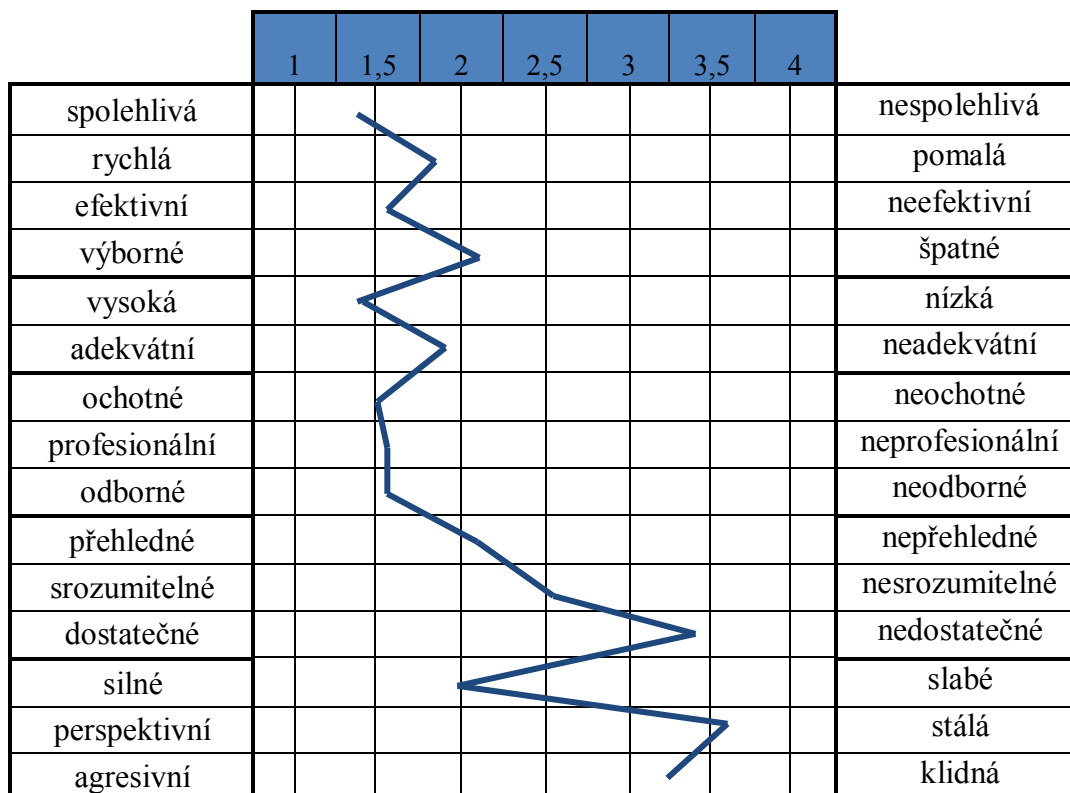 1 1,5 2 2,5 3 3,5 4
spolehlivá nespolehlivá
rychlá pomalá
efektivní neefektivní
výborné špatné
vysoká nízká
adekvátní neadekvátní
ochotné neochotné
profesionální neprofesionální
odborné neodborné
přehledné nepřehledné
srozumitelné nesrozumitelné
dostatečné nedostatečné
silné slabé
perspektivní stálá
agresivní klidná